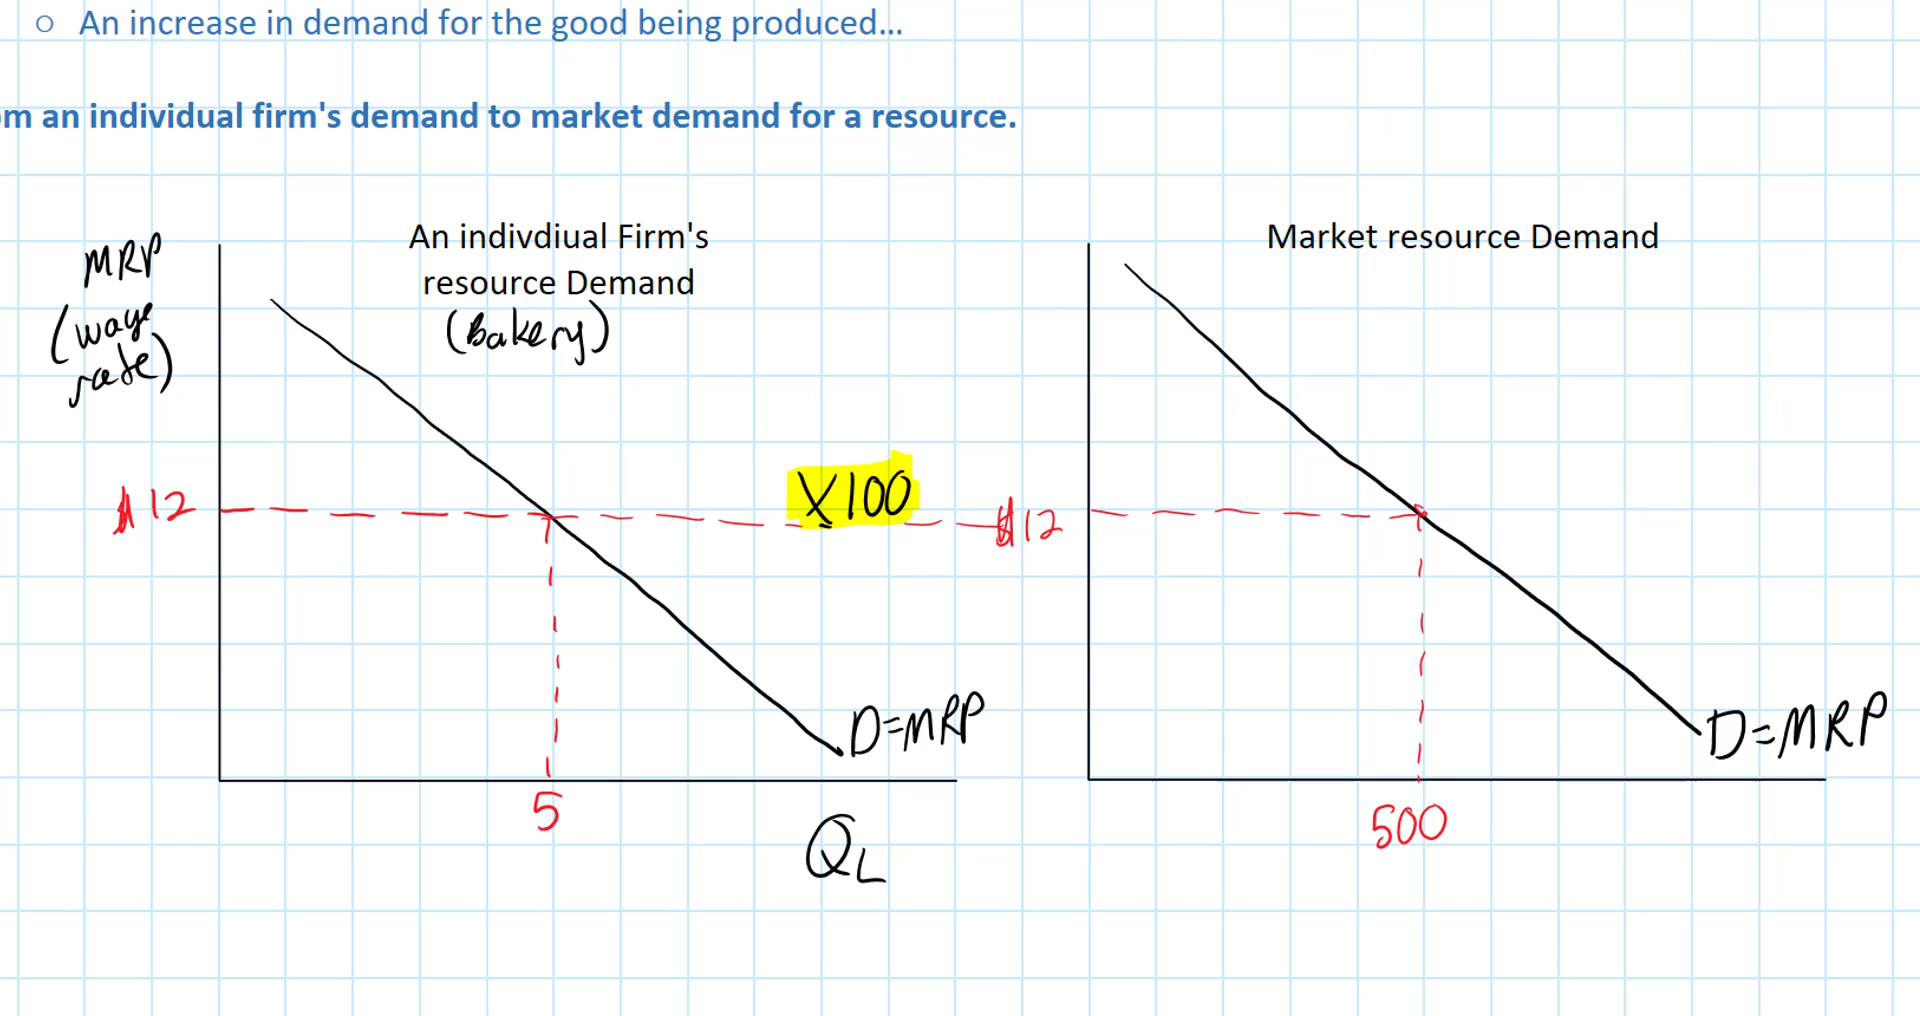 ○ An increase in demand for the good being produced...
om an individual firm's demand to market demand for a resource.
MRP
(wage
rate)
An indivdiual Firm's
resource Demand
(Bakery)
Market resource Demand
$12
X100
$12
D=MRP
D=MRP
5
500
QL